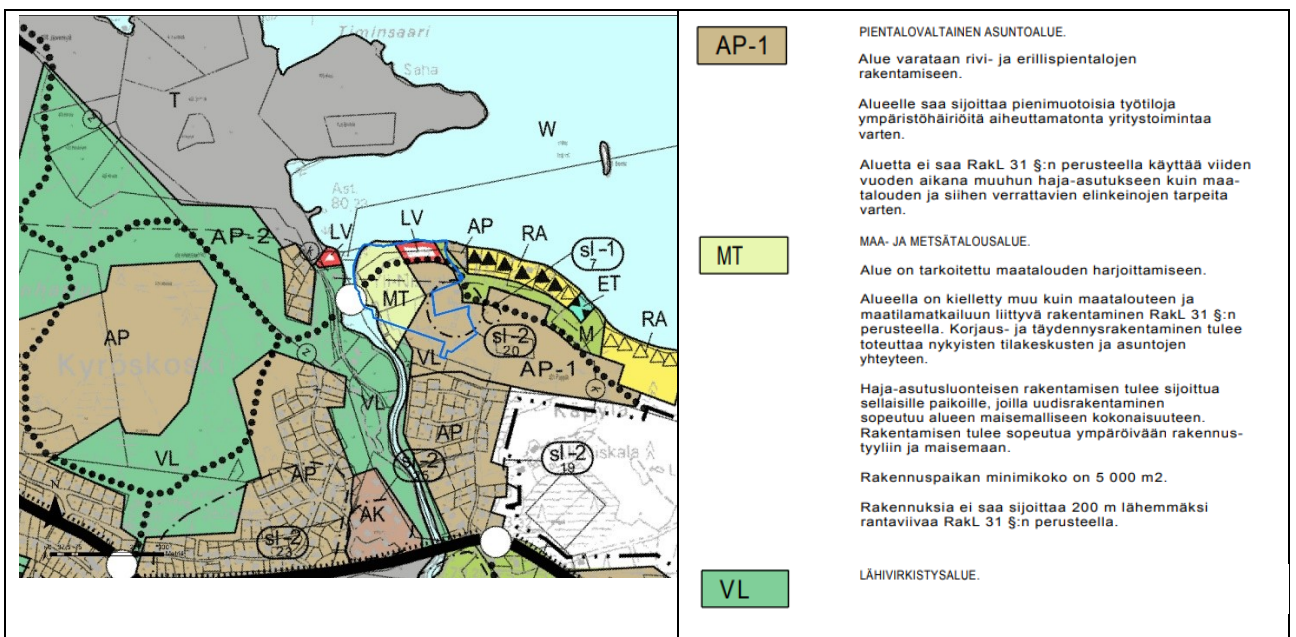 Timinsaari
Saha
T
W
Ast.
80.23
LV
LV
AP
RA
sl-1
7
AP-2
ET
MT
M
RA
AP
sl-2
20
VL
AP-1
VL
AP
sl-2
19
VL
AP
AK
sl-2
23
AP-1
PIENTALOVALTAINEN ASUNTOALUE.
Alue varataan rivi- ja erillispientalojen
rakentamiseen.
Alueelle saa sijoittaa pienimuotoisia työtiloja
ympäristöhäiriöitä aiheuttamatonta yritystoimintaa
varten.
Aluetta ei saa RakL 31 §:n perusteella käyttää viiden
vuoden aikana muuhun haja-asutukseen kuin maa-
talouden ja siihen verrattavien elinkeinojen tarpeita
varten.
MT
MAA- JA METSÄTALOUSALUE.
Alue on tarkoitettu maatalouden harjoittamiseen.
Alueella on kielletty muu kuin maatalouteen ja
maatilamatkailuun liittyvä rakentaminen RakL 31 §:n
perusteella. Korjaus- ja täydennysrakentaminen tulee
toteuttaa nykyisten tilakeskusten ja asuntojen
yhteyteen.
Haja-asutusluonteisen rakentamisen tulee sijoittua
sellaisille paikoille, joilla uudisrakentaminen
sopeutuu alueen maisemalliseen kokonaisuuteen.
Rakentamisen tulee sopeutua ympäröivään rakennus-
tyyliin ja maisemaan.
Rakennuspaikan minimikoko on 5 000 m2.
Rakennuksia ei saa sijoittaa 200 m lähemmäksi
rantaviivaa RakL 31 §:n perusteella.
VL
LÄHIVIRKISTYSALUE.